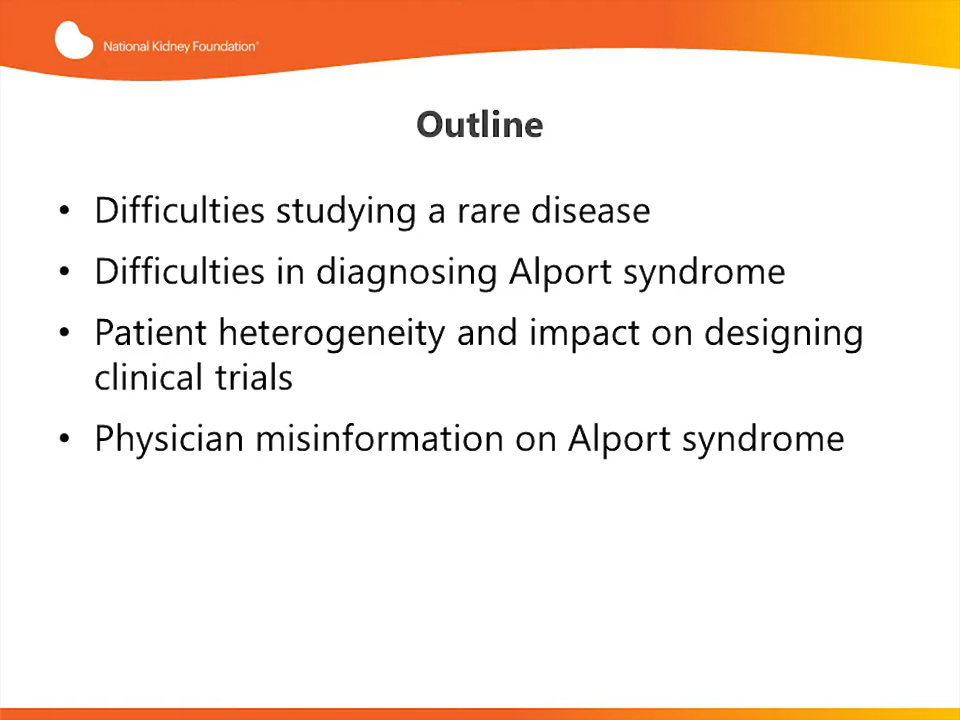 National Kidney Foundation®
Outline
• Difficulties studying a rare disease
• Difficulties in diagnosing Alport syndrome
• Patient heterogeneity and impact on designing
clinical trials
• Physician misinformation on Alport syndrome